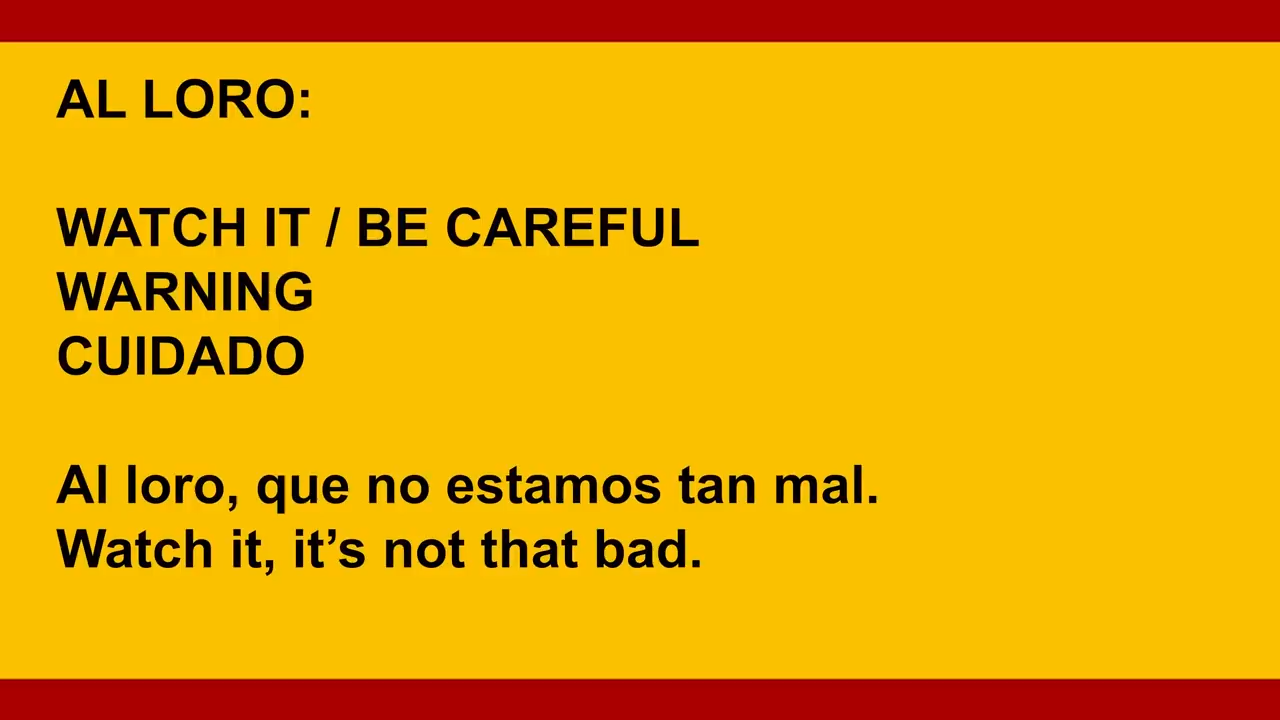 AL LORO:
WATCH IT / BE CAREFUL
WARNING
CUIDADO
Al loro, que no estamos tan mal.
Watch it, it’s not that bad.